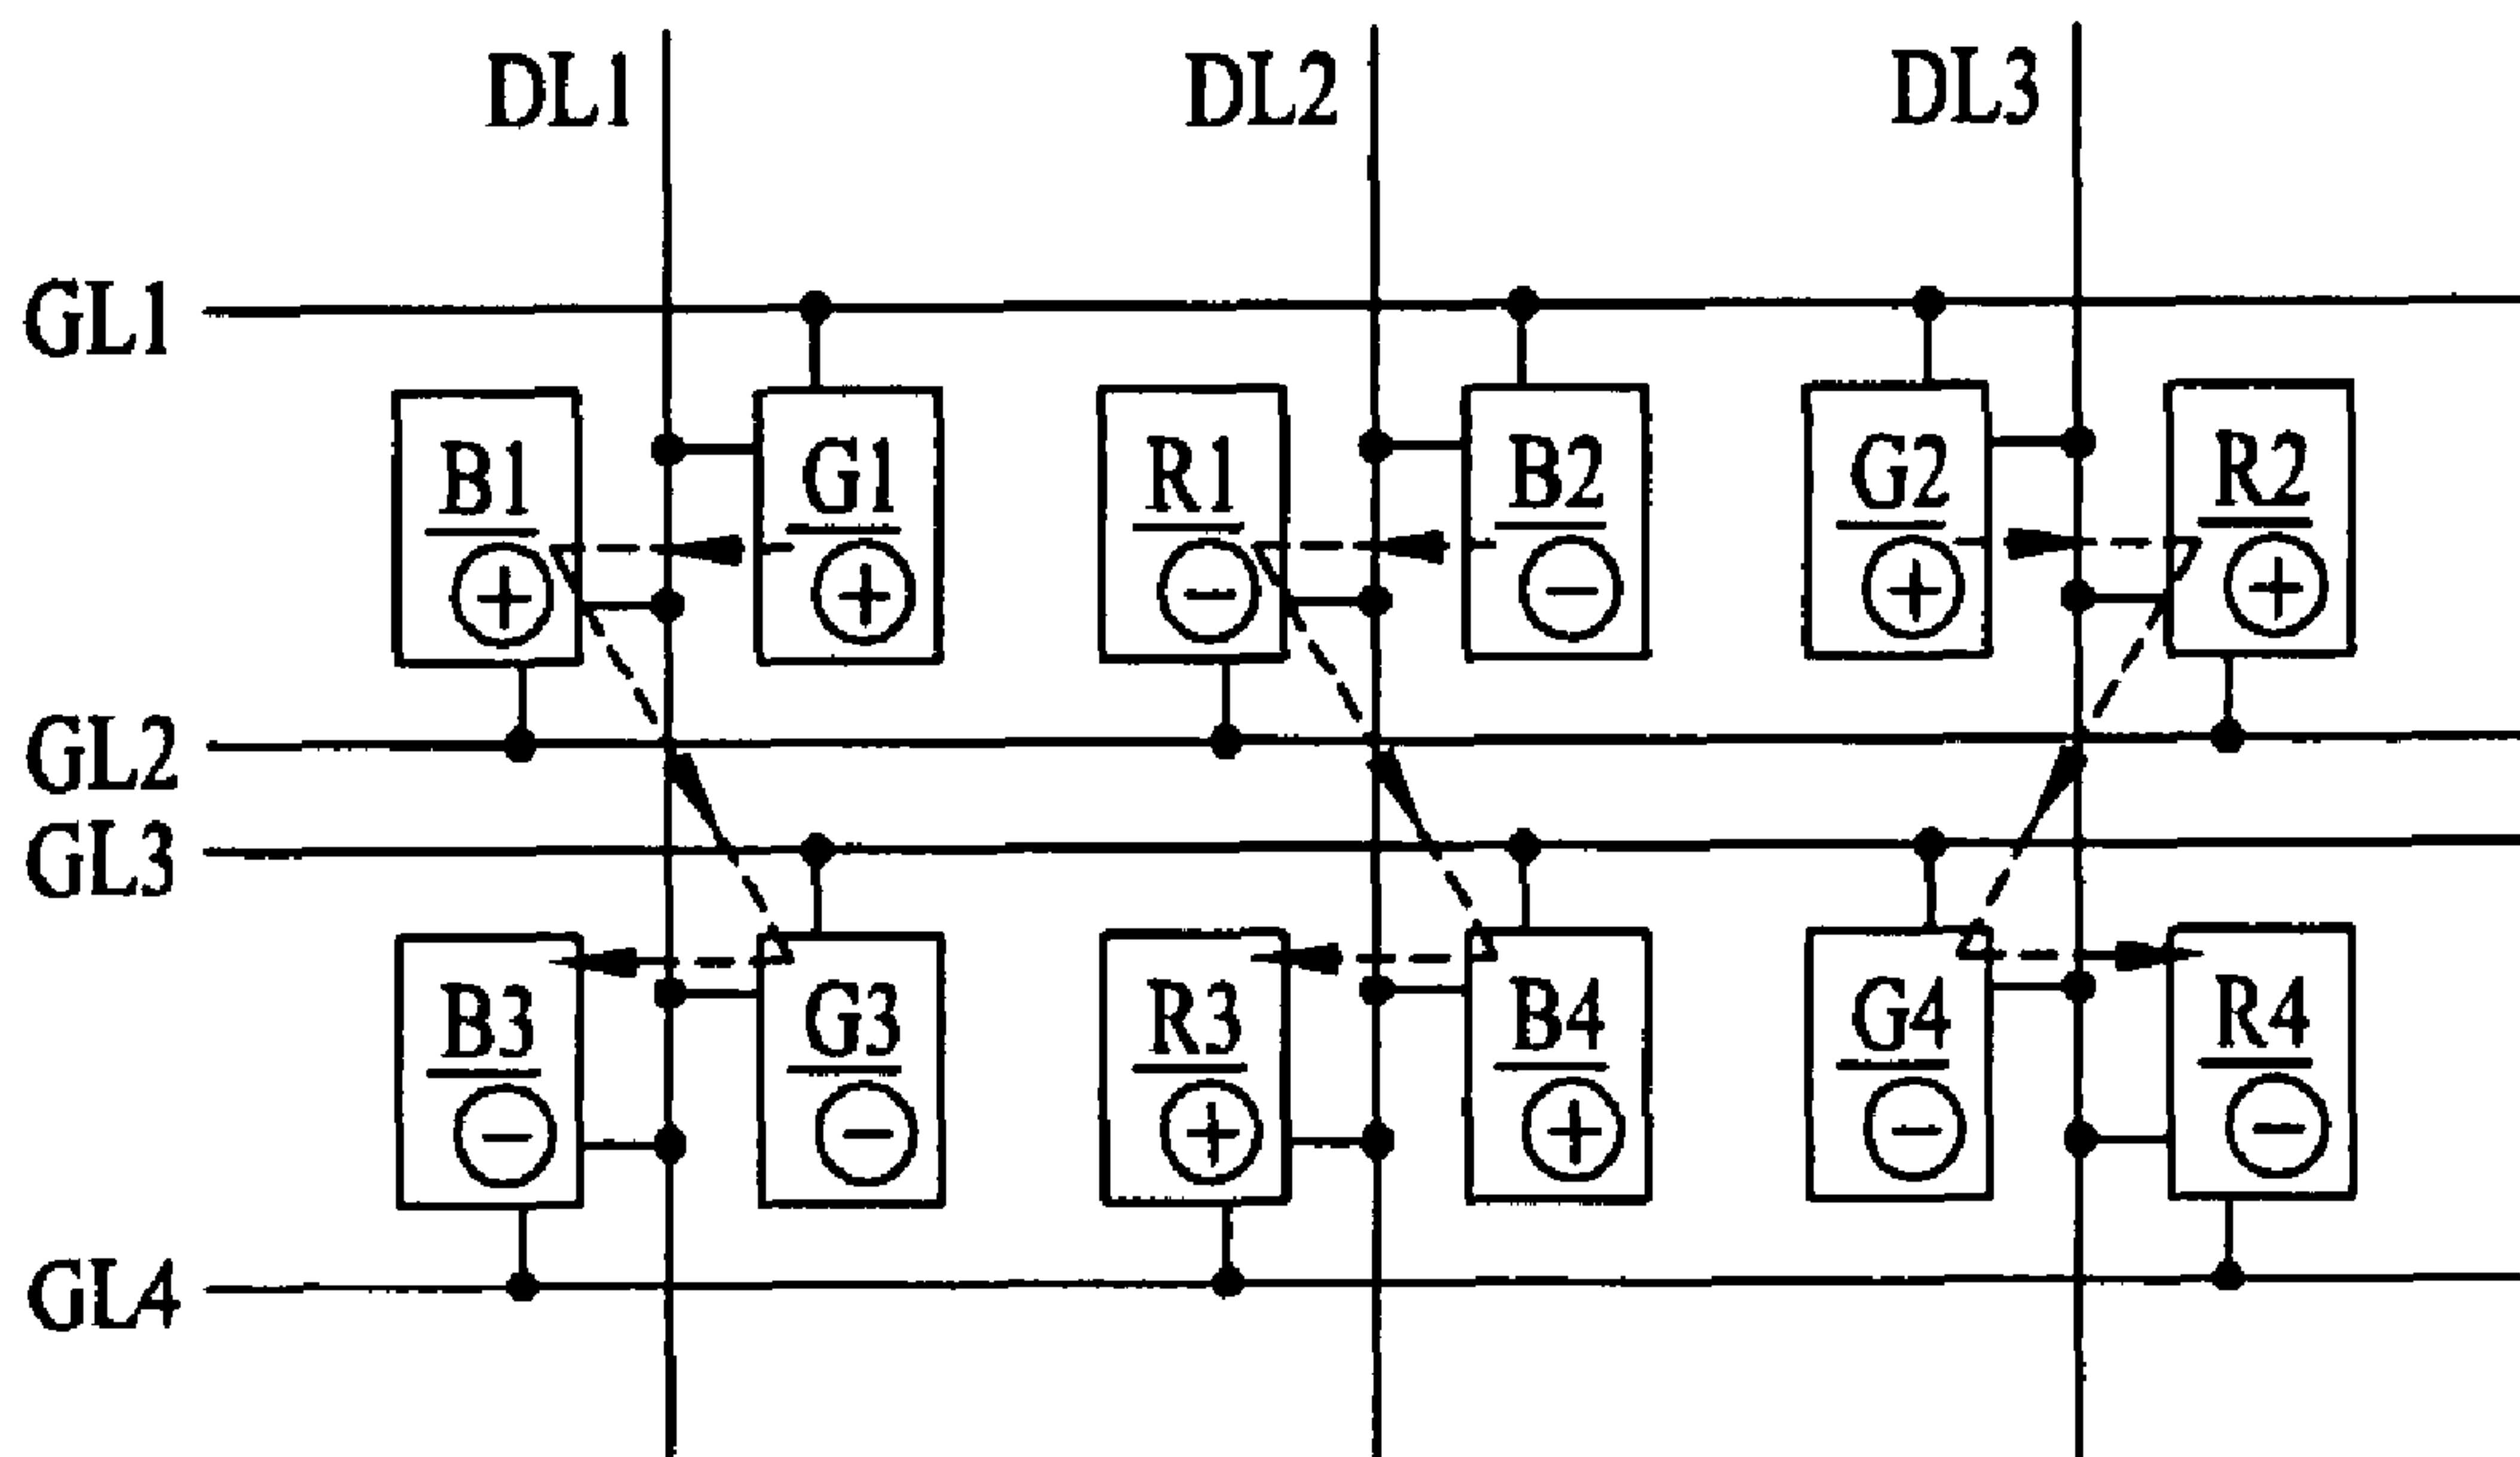 DL1 DL2 DL3
GL1
B1 G1 R1 B2 G2 R2
+ + − − + +
GL2
GL3
B3 G3 R3 B4 G4 R4
− − + + − −
GL4